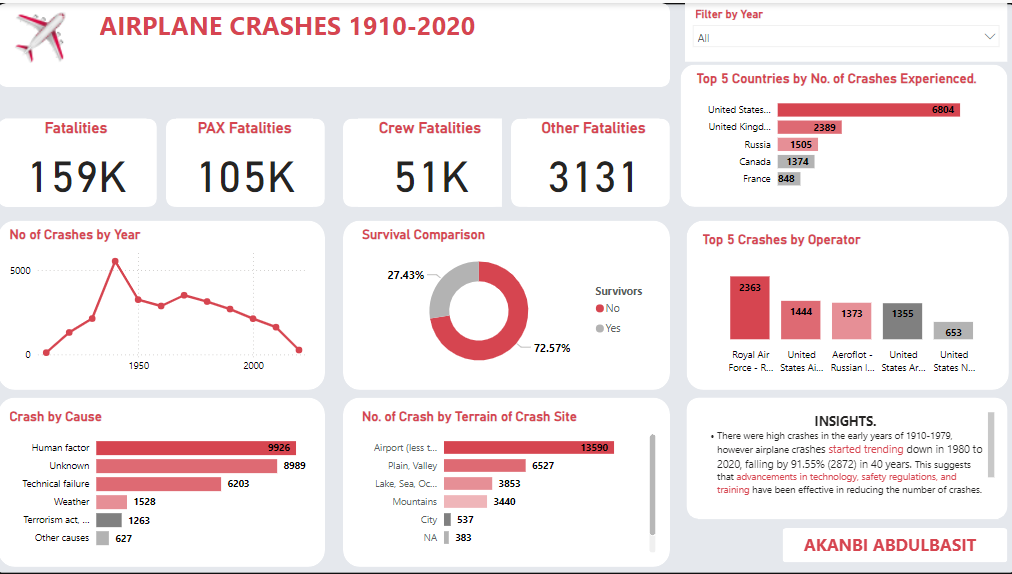 AIRPLANE CRASHES 1910-2020
Filter by Year
All
Fatalities
159K
PAX Fatalities
105K
Crew Fatalities
51K
Other Fatalities
3131
Top 5 Countries by No. of Crashes Experienced.
United States... 6804
United Kingd... 2389
Russia 1505
Canada 1374
France 848
No of Crashes by Year
5000
0
1950 2000
Survival Comparison
27.43%
72.57%
Survivors
No
Yes
Top 5 Crashes by Operator
2363 1444 1373 1355 653
Royal Air United Aeroflot - United United
Force - R... States Ai... Russian I... States Ar... States N...
Crash by Cause
Human factor 9926
Unknown 8989
Technical failure 6203
Weather 1528
Terrorism act, ... 1263
Other causes 627
No. of Crash by Terrain of Crash Site
Airport (less t... 13590
Plain, Valley 6527
Lake, Sea, Oc... 3853
Mountains 3440
City 537
NA 383
INSIGHTS.
• There were high crashes in the early years of 1910-1979,
however airplane crashes started trending down in 1980 to
2020, falling by 91.55% (2872) in 40 years. This suggests
that advancements in technology, safety regulations, and
training have been effective in reducing the number of crashes.
AKANBI ABDULBASIT